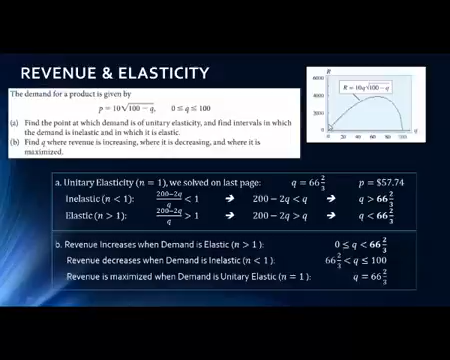 REVENUE & ELASTICITY
The demand for a product is given by
p = 10√(100 − q),  0 ≤ q ≤ 100
(a) Find the point at which demand is of unitary elasticity, and find intervals in which
the demand is inelastic and in which it is elastic.
(b) Find q where revenue is increasing, where it is decreasing, and where it is
maximized.
R
6000
4000
2000
0
R = 10q√(100 − q)
0 20 40 60 80 100 q
a. Unitary Elasticity (n = 1), we solved on last page: q = 66 2/3 p = $57.74
Inelastic (n < 1): (200−2q)/q < 1 → 200 − 2q < q → q > 66 2/3
Elastic (n > 1): (200−2q)/q > 1 → 200 − 2q > q → q < 66 2/3
b. Revenue Increases when Demand is Elastic (n > 1): 0 ≤ q < 66 2/3
Revenue decreases when Demand is Inelastic (n < 1): 66 2/3 < q ≤ 100
Revenue is maximized when Demand is Unitary Elastic (n = 1): q = 66 2/3